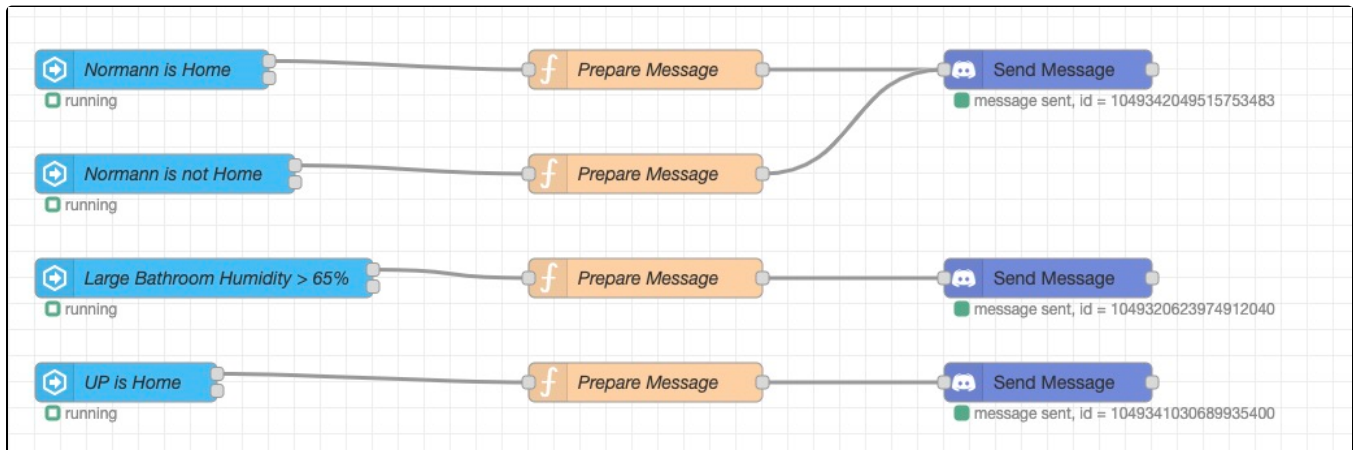 Normann is Home
Prepare Message
Send Message
running
message sent, id = 1049342049515753483
Normann is not Home
Prepare Message
running
Large Bathroom Humidity > 65%
Prepare Message
Send Message
running
message sent, id = 1049320623974912040
UP is Home
Prepare Message
Send Message
running
message sent, id = 1049341030689935400